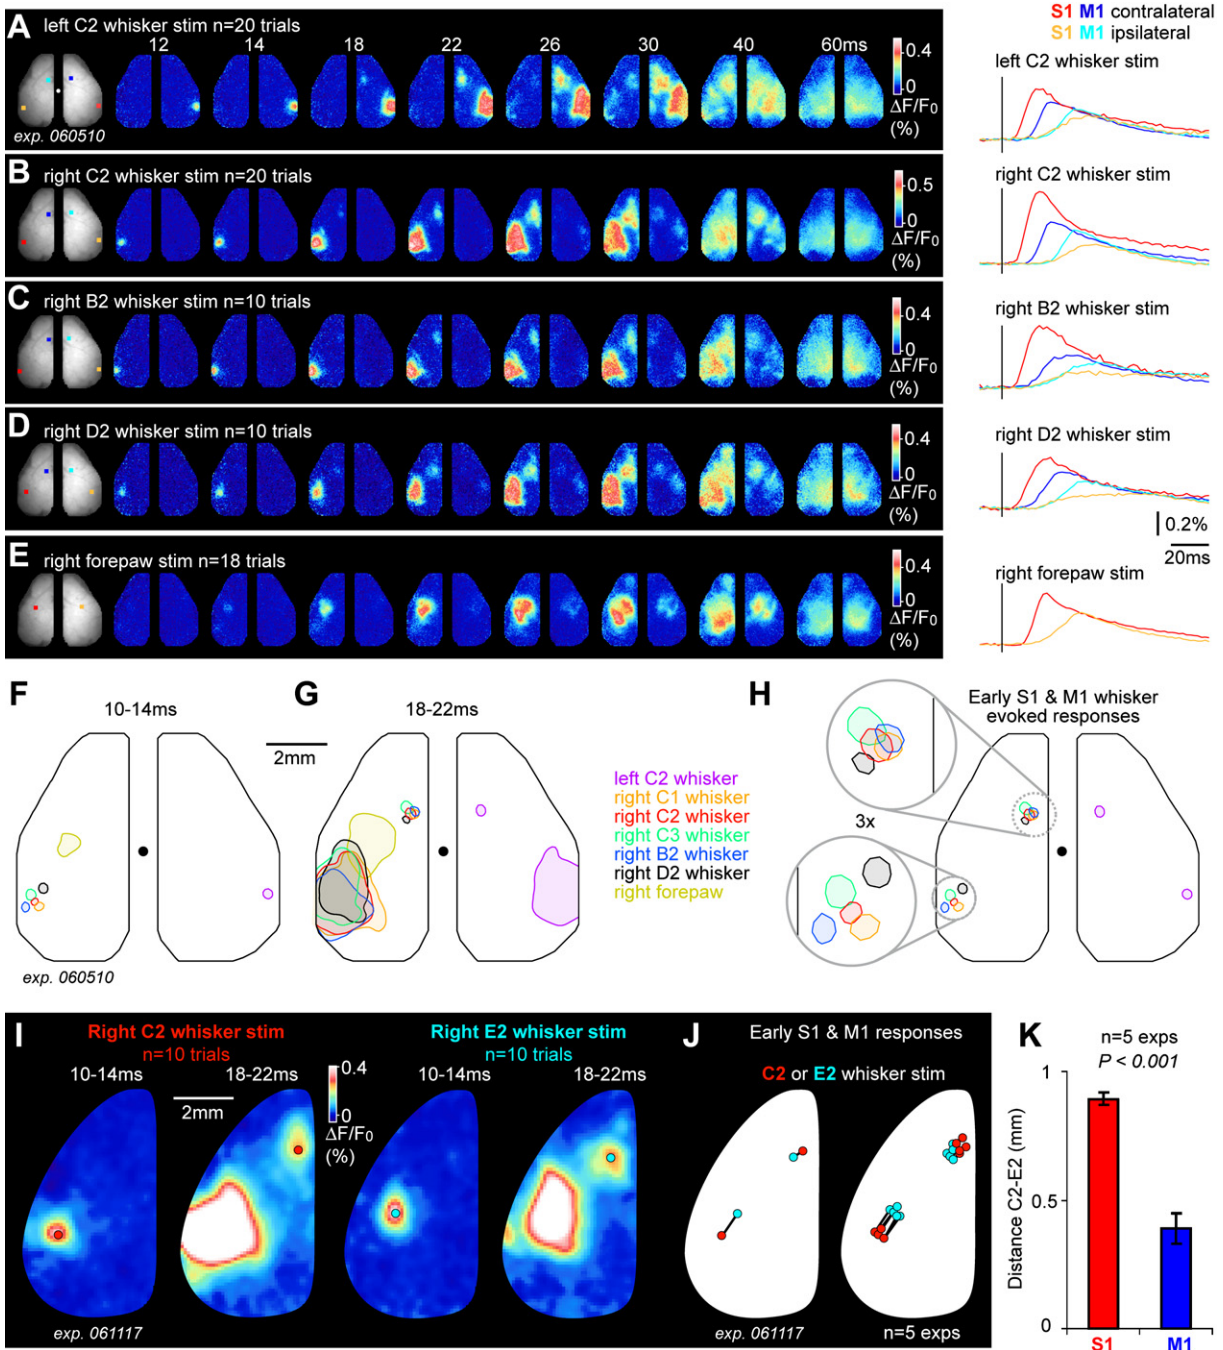 A
left C2 whisker stim n=20 trials
12 14 18 22 26 30 40 60ms
0.4
0
ΔF/F0
(%)
exp. 060510
S1 M1 contralateral
S1 M1 ipsilateral
left C2 whisker stim
B
right C2 whisker stim n=20 trials
0.5
0
ΔF/F0
(%)
right C2 whisker stim
C
right B2 whisker stim n=10 trials
0.4
0
ΔF/F0
(%)
right B2 whisker stim
D
right D2 whisker stim n=10 trials
0.4
0
ΔF/F0
(%)
right D2 whisker stim
0.2%
20ms
E
right forepaw stim n=18 trials
0.4
0
ΔF/F0
(%)
right forepaw stim
F
10-14ms
exp. 060510
2mm
G
18-22ms
left C2 whisker
right C1 whisker
right C2 whisker
right C3 whisker
right B2 whisker
right D2 whisker
right forepaw
H
Early S1 & M1 whisker
evoked responses
3x
I
Right C2 whisker stim
n=10 trials
10-14ms
18-22ms
2mm
0.4
0
ΔF/F0
(%)
Right E2 whisker stim
n=10 trials
10-14ms
18-22ms
exp. 061117
J
Early S1 & M1 responses
C2 or E2 whisker stim
exp. 061117
n=5 exps
K
n=5 exps
P < 0.001
Distance C2-E2 (mm)
1
0.5
0
S1
M1